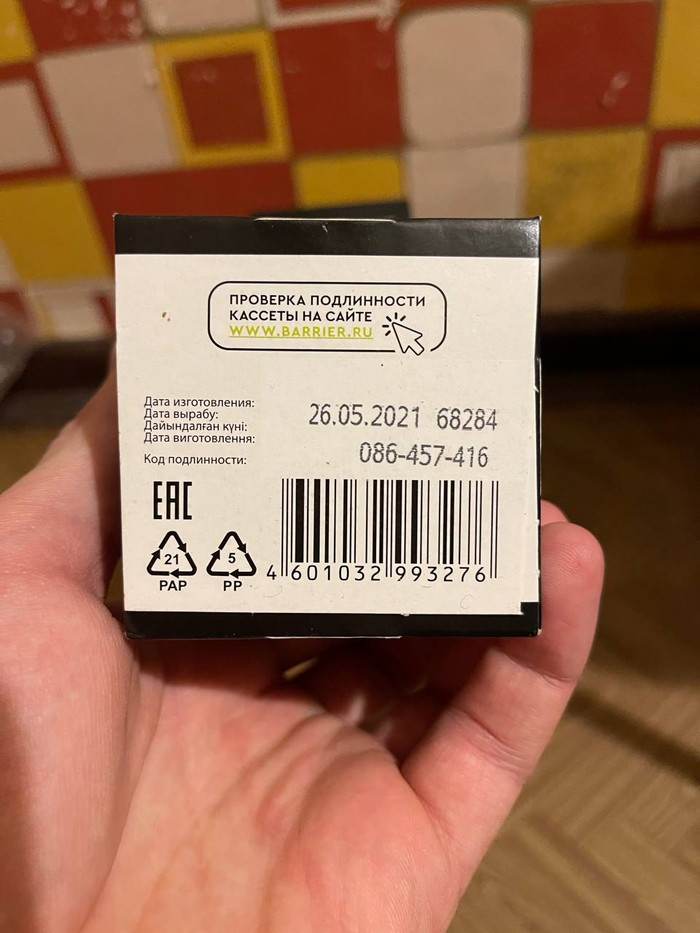 ПРОВЕРКА ПОДЛИННОСТИ
КАССЕТЫ НА САЙТЕ
WWW.BARRIER.RU
Дата изготовления:
Дата вырабу:
Дайындалған күні:
Дата виготовлення:
26.05.2021 68284
Код подлинности:
086-457-416
EAC
21
PAP
5
PP
4 601032 993276